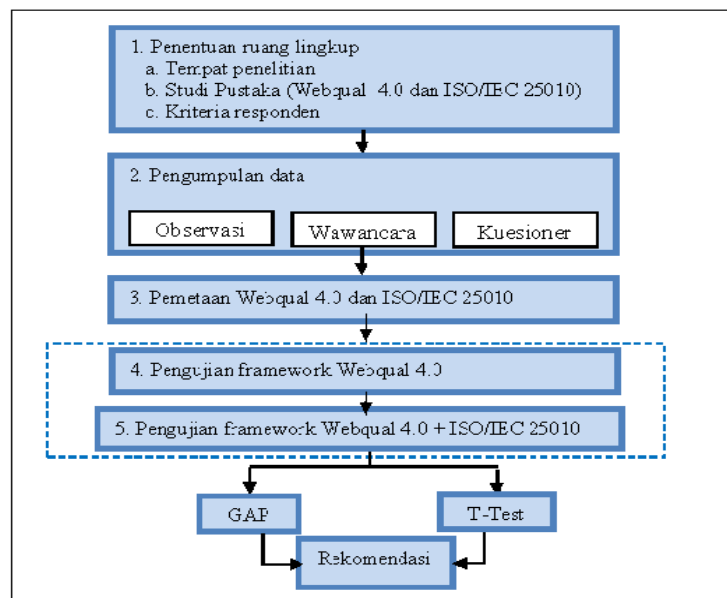 1. Penentuan ruang lingkup
a. Tempat penelitian
b. Studi Pustaka (Webqual 4.0 dan ISO/IEC 25010)
c. Kriteria responden
2. Pengumpulan data
Observasi
Wawancara
Kuesioner
3. Pemetaan Webqual 4.0 dan ISO/IEC 25010
4. Pengujian framework Webqual 4.0
5. Pengujian framework Webqual 4.0 + ISO/IEC 25010
GAP
T-Test
Rekomendasi